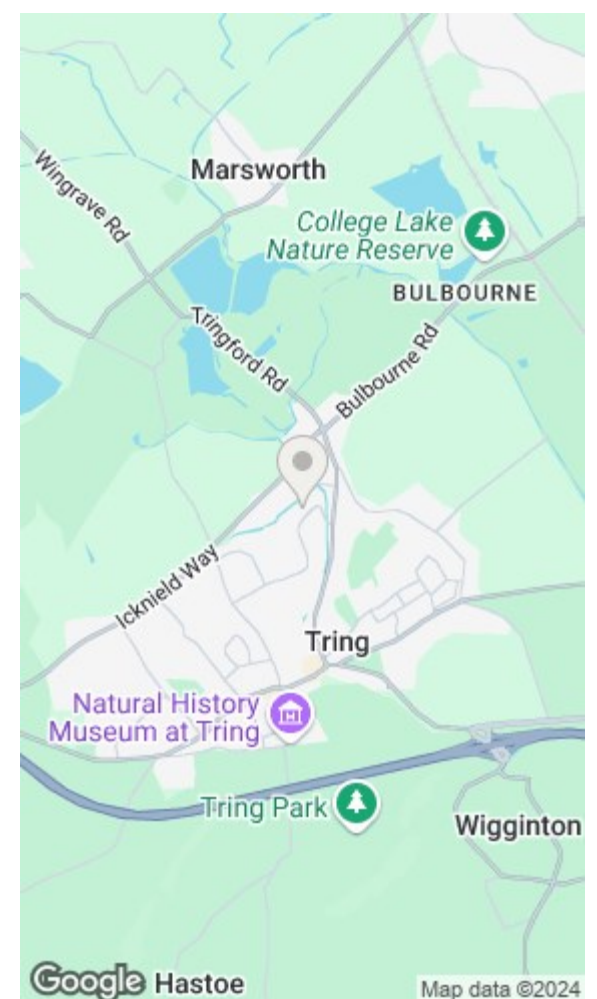 Marsworth
Wingrave Rd
College Lake
Nature Reserve
BULBOURNE
Tringford Rd
Bulbourne Rd
Icknield Way
Tring
Natural History
Museum at Tring
Tring Park
Wigginton
Google
Hastoe
Map data ©2024